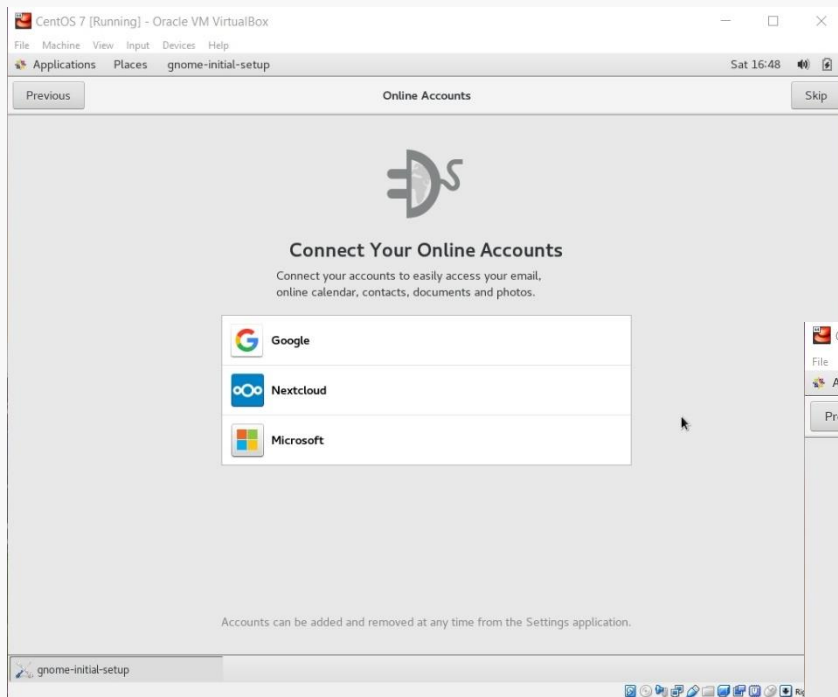 CentOS 7 [Running] - Oracle VM VirtualBox
File Machine View Input Devices Help
Applications Places gnome-initial-setup Sat 16:48
Previous Online Accounts Skip
Connect Your Online Accounts
Connect your accounts to easily access your email,
online calendar, contacts, documents and photos.
Google
Nextcloud
Microsoft
File
A
Pr
Accounts can be added and removed at any time from the Settings application.
gnome-initial-setup